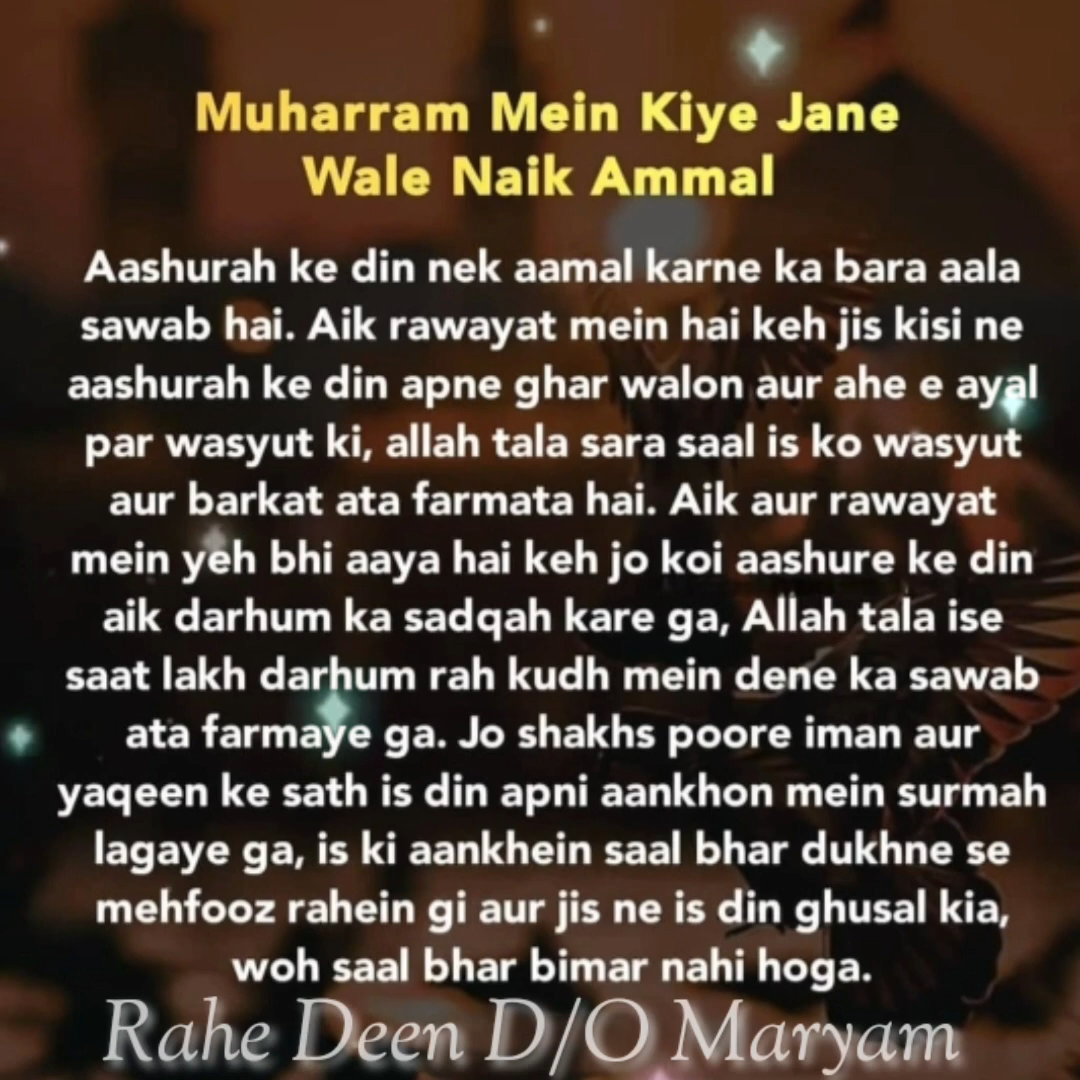 Muharram Mein Kiye Jane
Wale Naik Ammal
Aashurah ke din nek aamal karne ka bara aala
sawab hai. Aik rawayat mein hai keh jis kisi ne
aashurah ke din apne ghar walon aur ahe e ayal
par wasyut ki, allah tala sara saal is ko wasyut
aur barkat ata farmata hai. Aik aur rawayat
mein yeh bhi aaya hai keh jo koi aashure ke din
aik darhum ka sadqah kare ga, Allah tala ise
saat lakh darhum rah kudh mein dene ka sawab
ata farmaye ga. Jo shakhs poore iman aur
yaqeen ke sath is din apni aankhon mein surmah
lagaye ga, is ki aankhein saal bhar dukhne se
mehfooz rahein gi aur jis ne is din ghusal kia,
woh saal bhar bimar nahi hoga.
Rahe Deen D/O Maryam